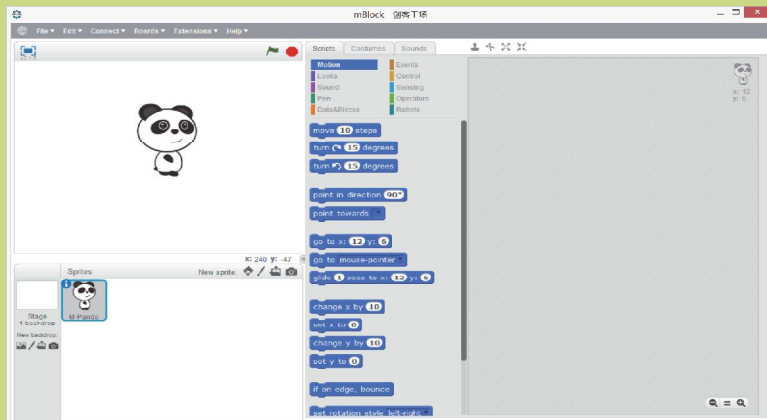 mBlock 创客工场
File Edit Connect Boards Extensions Help
Scripts Costumes Sounds
Motion Events
Looks Control
Sound Sensing
Pen Operators
Data&Blocks Robots
x: 12
y: 6
move 10 steps
turn 15 degrees
turn 15 degrees
point in direction 90
point towards
go to x: 12 y: 6
go to mouse-pointer
glide 1 secs to x: 12 y: 6
change x by 10
set x to 0
change y by 10
set y to 0
if on edge, bounce
set rotation style left-right
x: 240 y: -47
Sprites New sprite:
M-Panda
Stage
1 backdrop
New backdrop: